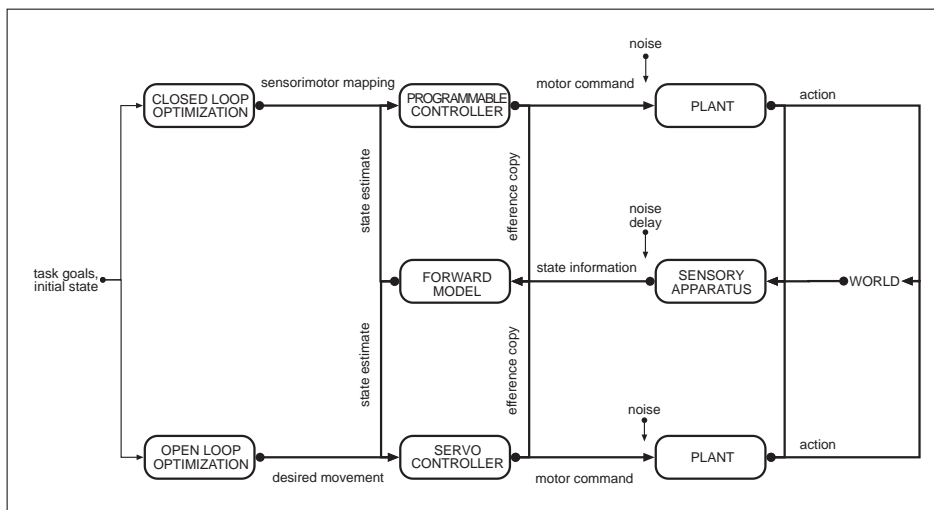 noise
sensorimotor mapping
motor command
action
CLOSED LOOP
OPTIMIZATION
PROGRAMMABLE
CONTROLLER
PLANT
state estimate
efference copy
noise
delay
task goals,
initial state
FORWARD
MODEL
state information
SENSORY
APPARATUS
WORLD
state estimate
efference copy
noise
OPEN LOOP
OPTIMIZATION
SERVO
CONTROLLER
PLANT
action
desired movement
motor command